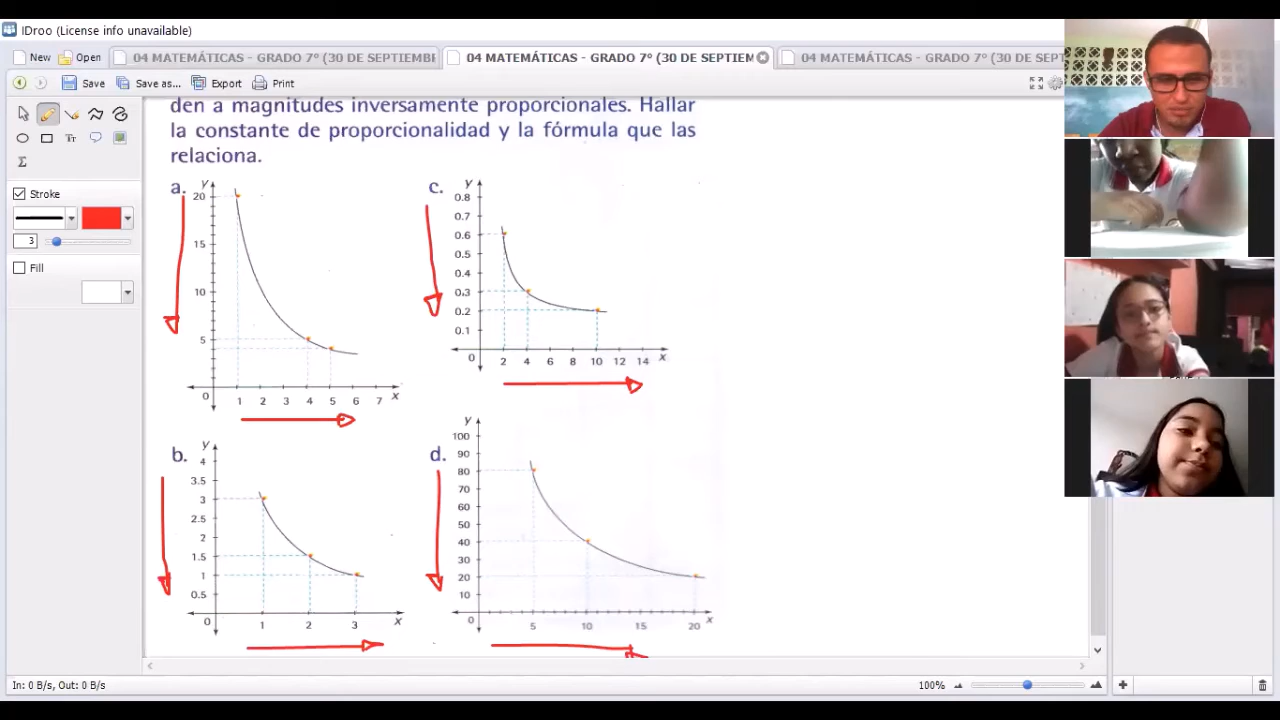 IDroo (License info unavailable)
New Open 04 MATEMÁTICAS - GRADO 7º (30 DE SEPTIEMBI 04 MATEMÁTICAS - GRADO 7º (30 DE SEPTIEM 04 MATEMÁTICAS - GRADO 7º (30 DE SEPT
Save Save as... Export Print
Tт
Σ
Stroke
3
Fill
den a magnitudes inversamente proporcionales. Hallar
la constante de proporcionalidad y la fórmula que las
relaciona.
a.
y
20
15
10
5
0 1 2 3 4 5 6 7 x
c.
y
0.8
0.7
0.6
0.5
0.4
0.3
0.2
0.1
0 2 4 6 8 10 12 14 x
b.
y
4
3.5
3
2.5
2
1.5
1
0.5
0 1 2 3 x
d.
y
100
90
80
70
60
50
40
30
20
10
0 5 10 15 20 x
In: 0 B/s, Out: 0 B/s
100%